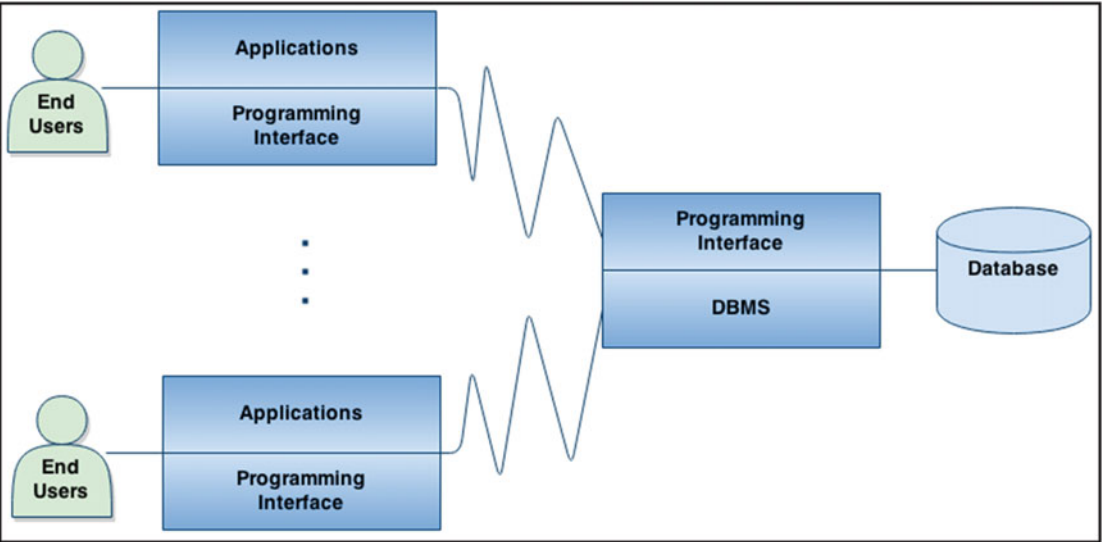 End
Users
Applications
Programming
Interface
Programming
Interface
DBMS
Database
End
Users
Applications
Programming
Interface